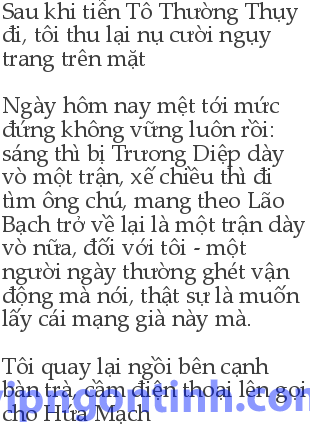 Sau khi tiễn Tô Thường Thụy
đi, tôi thu lại nụ cười ngụy
trang trên mặt
Ngày hôm nay mệt tới mức
đứng không vững luôn rồi:
sáng thì bị Trương Diệp dày
vò một trận, xế chiều thì đi
tìm ông chú, mang theo Lão
Bạch trở về lại là một trận dày
vò nữa, đối với tôi - một
người ngày thường ghét vận
động mà nói, thật sự là muốn
lấy cái mạng già này mà.
Tôi quay lại ngồi bên cạnh
bàn trà, cầm điện thoại lên gọi
cho Hứa Mạch
vipngontinh.com